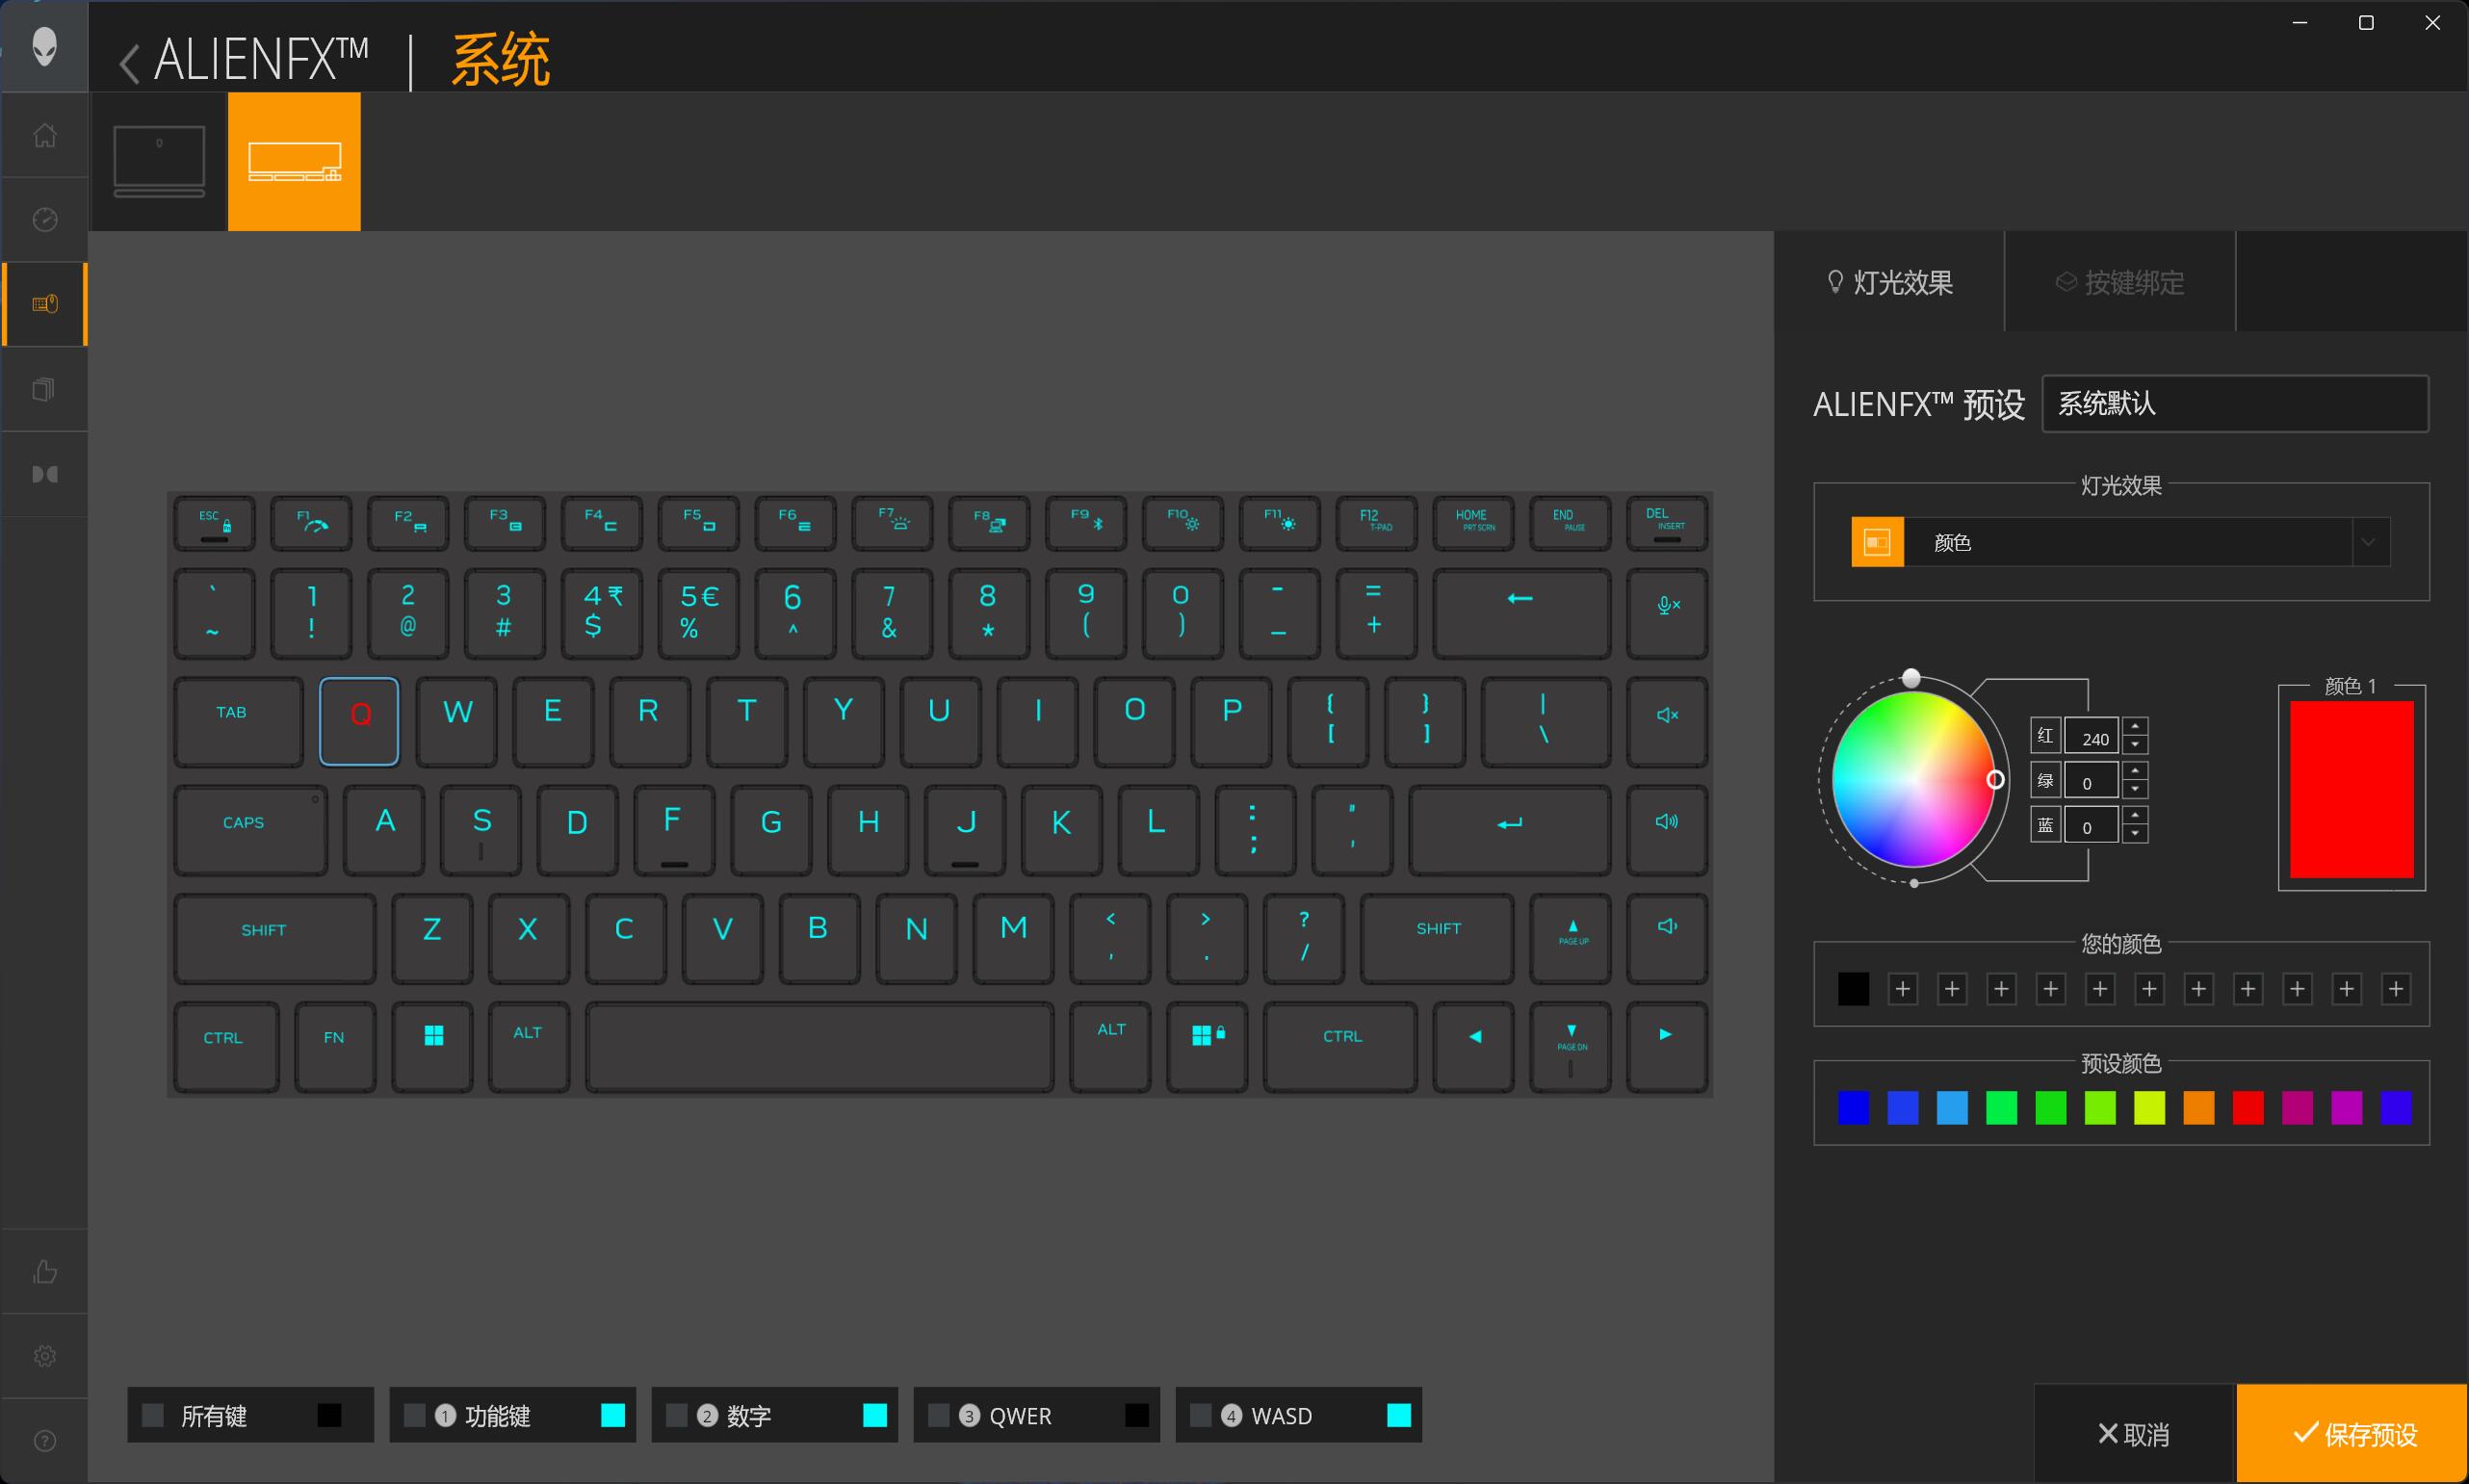 ALIENFX™ | 系统
灯光效果 按键绑定
ALIENFX™ 预设 系统默认
灯光效果
颜色
ESC F1 F2 F3 F4 F5 F6 F7 F8 F9 F10 F11 F12 T-PAD HOME PRT SCRN END PAUSE DEL INSERT
` 1 2 3 4 ₹ 5 € 6 7 8 9 0 - = ←
~ ! @ # $ % ^ & * ( ) _ +
TAB Q W E R T Y U I O P { } |
[ ] \
红 240
绿 0
蓝 0
颜色 1
CAPS A S D F G H J K L : "
; '
SHIFT Z X C V B N M < > ? SHIFT PAGE UP
, . /
CTRL FN ALT ALT CTRL PAGE DN
您的颜色
+ + + + + + + + + + +
预设颜色
所有键 1 功能键 2 数字 3 QWER 4 WASD
取消 保存预设